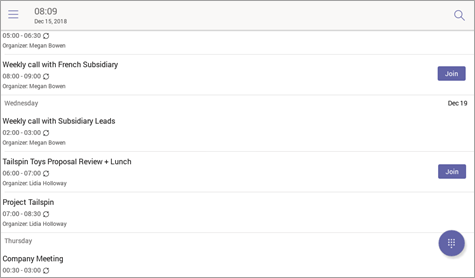 08:09
Dec 15, 2018
05:00 - 06:30
Organizer: Megan Bowen
Weekly call with French Subsidiary
08:00 - 09:00
Organizer: Megan Bowen
Join
Wednesday
Dec 19
Weekly call with Subsidiary Leads
02:00 - 03:00
Organizer: Megan Bowen
Tailspin Toys Proposal Review + Lunch
06:00 - 07:00
Organizer: Lidia Holloway
Join
Project Tailspin
07:00 - 08:30
Organizer: Lidia Holloway
Thursday
Company Meeting
00:30 - 03:00